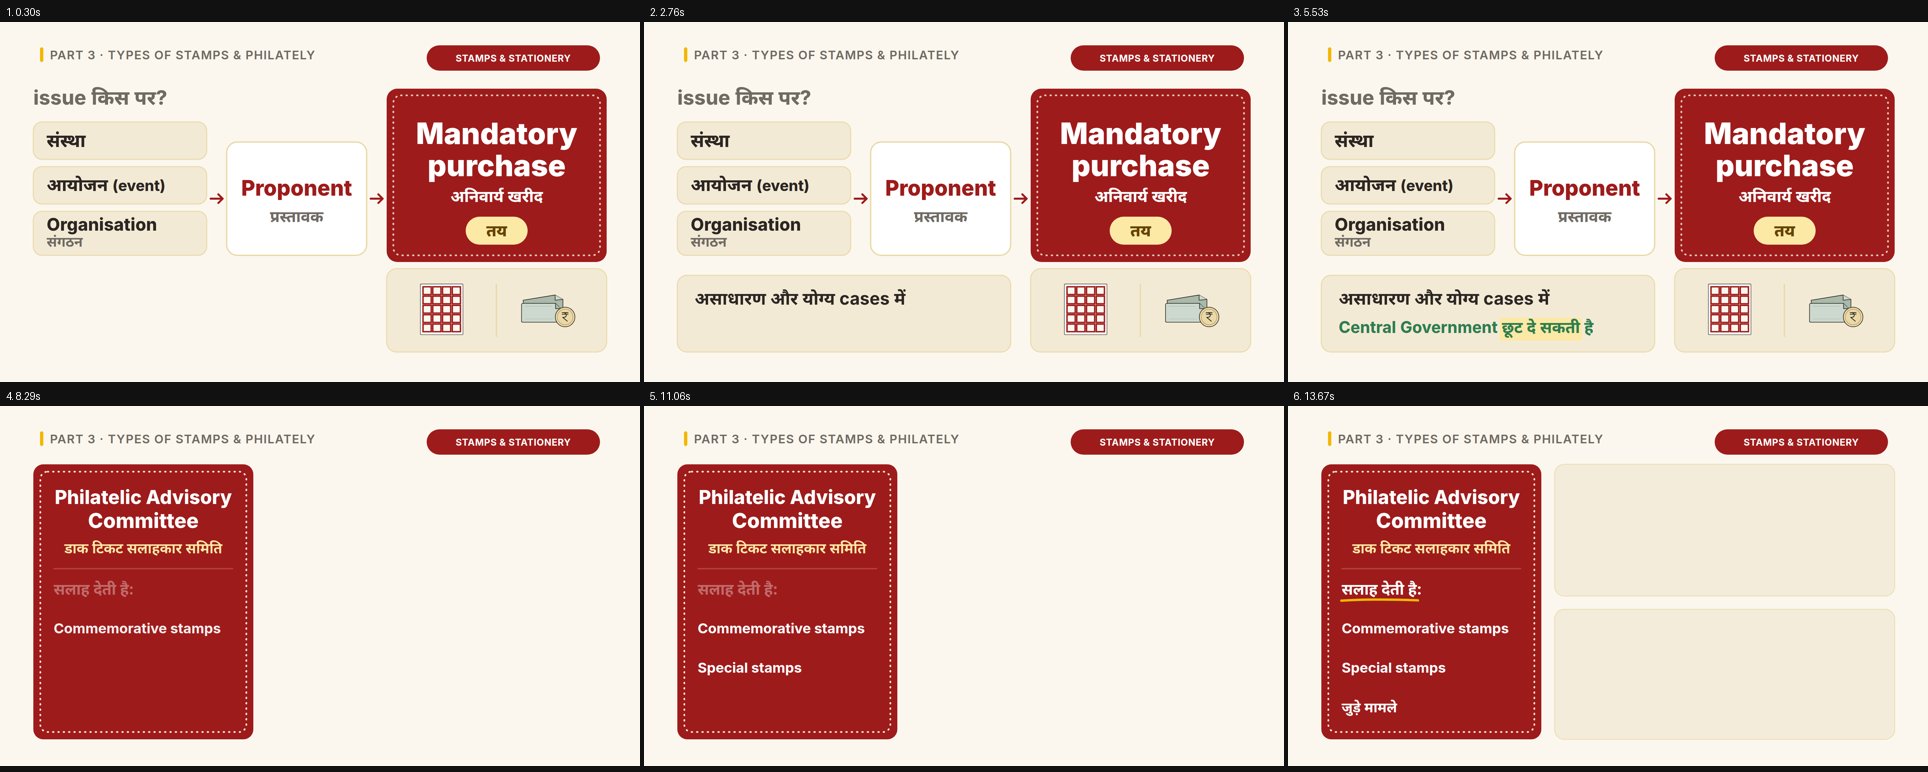 1. 0.30s
PART 3 · TYPES OF STAMPS & PHILATELY
STAMPS & STATIONERY
issue किस पर?
संस्था
आयोजन (event)
Organisation
संगठन
Proponent
प्रस्तावक
Mandatory
purchase
अनिवार्य खरीद
तय
₹
2. 2.76s
PART 3 · TYPES OF STAMPS & PHILATELY
STAMPS & STATIONERY
issue किस पर?
संस्था
आयोजन (event)
Organisation
संगठन
Proponent
प्रस्तावक
Mandatory
purchase
अनिवार्य खरीद
तय
असाधारण और योग्य cases में
₹
3. 5.53s
PART 3 · TYPES OF STAMPS & PHILATELY
STAMPS & STATIONERY
issue किस पर?
संस्था
आयोजन (event)
Organisation
संगठन
Proponent
प्रस्तावक
Mandatory
purchase
अनिवार्य खरीद
तय
असाधारण और योग्य cases में
Central Government छूट दे सकती है
₹
4. 8.29s
PART 3 · TYPES OF STAMPS & PHILATELY
STAMPS & STATIONERY
Philatelic Advisory
Committee
डाक टिकट सलाहकार समिति
सलाह देती है:
Commemorative stamps
5. 11.06s
PART 3 · TYPES OF STAMPS & PHILATELY
STAMPS & STATIONERY
Philatelic Advisory
Committee
डाक टिकट सलाहकार समिति
सलाह देती है:
Commemorative stamps
Special stamps
6. 13.67s
PART 3 · TYPES OF STAMPS & PHILATELY
STAMPS & STATIONERY
Philatelic Advisory
Committee
डाक टिकट सलाहकार समिति
सलाह देती है:
Commemorative stamps
Special stamps
जुड़े मामले